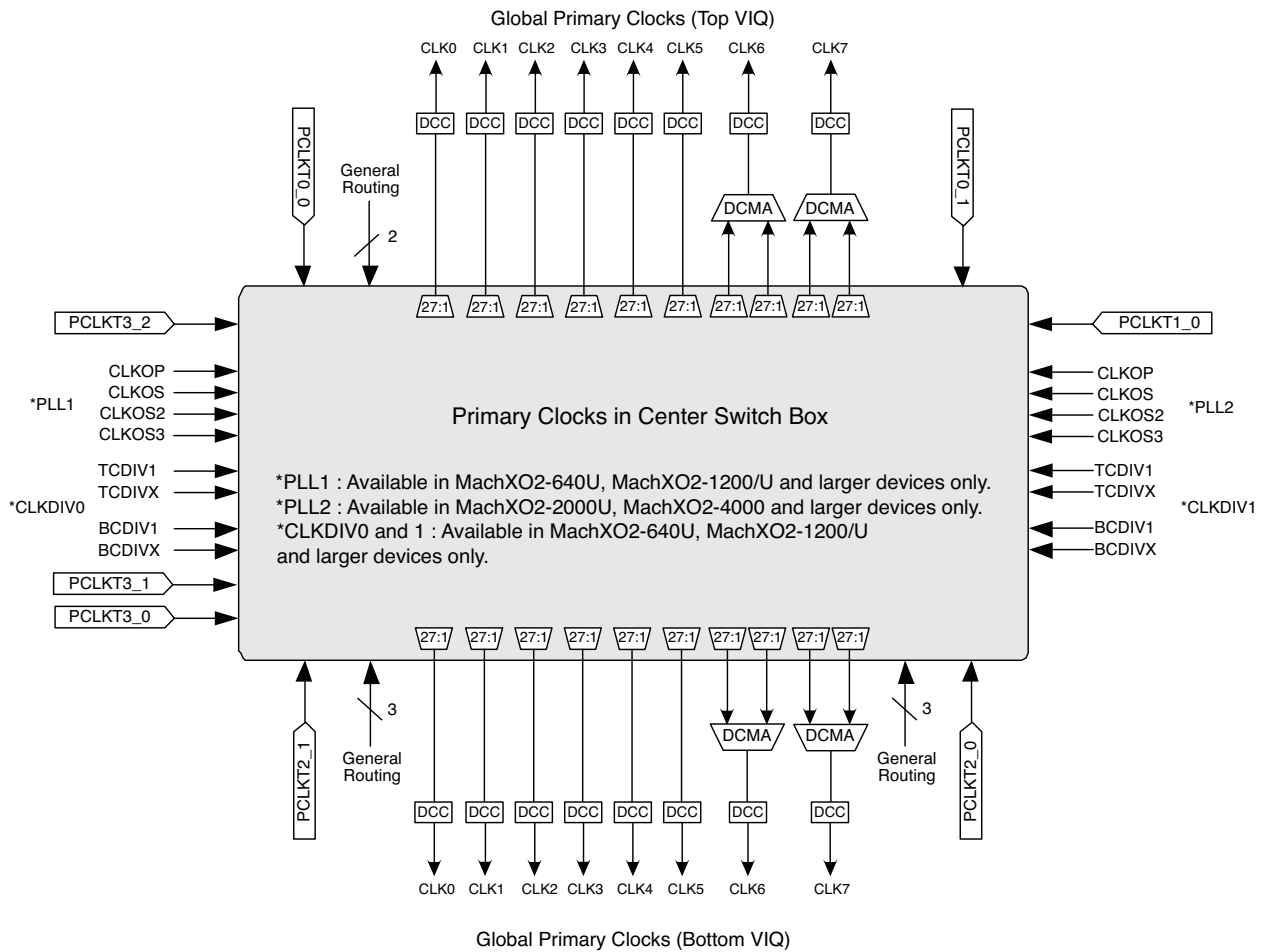 Global Primary Clocks (Top VIQ)
CLK0 CLK1 CLK2 CLK3 CLK4 CLK5 CLK6 CLK7
DCC DCC DCC DCC DCC DCC DCC DCC
PCLKT0_0
General
Routing
2
DCMA DCMA
PCLKT0_1
27:1 27:1 27:1 27:1 27:1 27:1 27:1 27:1 27:1 27:1
PCLKT3_2
PCLKT1_0
*PLL1
CLKOP
CLKOS
CLKOS2
CLKOS3
CLKOP
CLKOS
CLKOS2
CLKOS3
*PLL2
Primary Clocks in Center Switch Box
*CLKDIV0
TCDIV1
TCDIVX
BCDIV1
BCDIVX
TCDIV1
TCDIVX
BCDIV1
BCDIVX
*CLKDIV1
*PLL1 : Available in MachXO2-640U, MachXO2-1200/U and larger devices only.
*PLL2 : Available in MachXO2-2000U, MachXO2-4000 and larger devices only.
*CLKDIV0 and 1 : Available in MachXO2-640U, MachXO2-1200/U
and larger devices only.
PCLKT3_1
PCLKT3_0
27:1 27:1 27:1 27:1 27:1 27:1 27:1 27:1 27:1 27:1
PCLKT2_1
3
General
Routing
DCMA DCMA
3
General
Routing
PCLKT2_0
DCC DCC DCC DCC DCC DCC DCC DCC
CLK0 CLK1 CLK2 CLK3 CLK4 CLK5 CLK6 CLK7
Global Primary Clocks (Bottom VIQ)